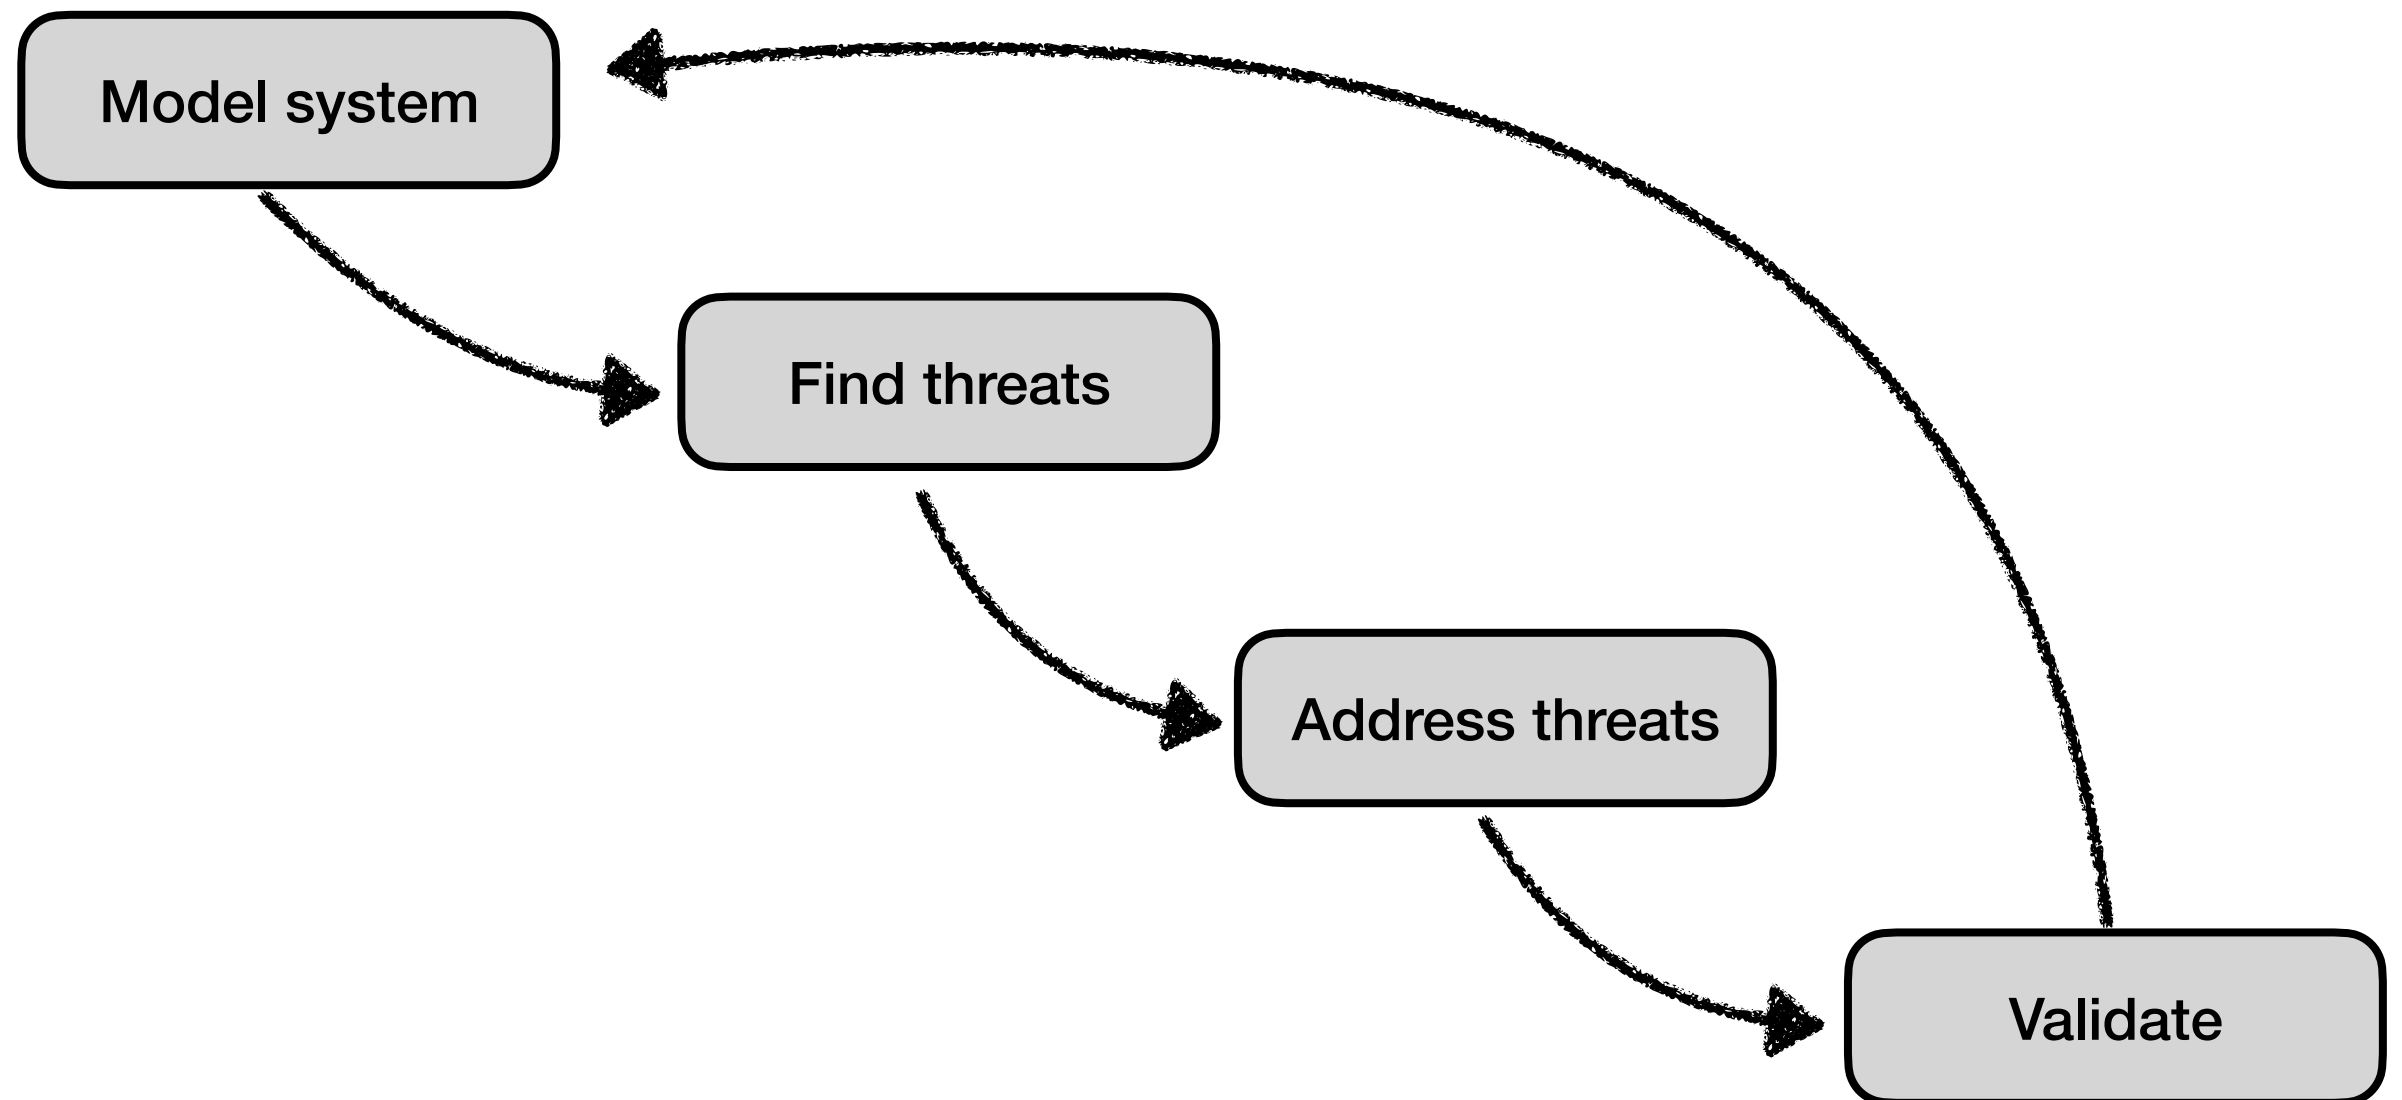 Model system
Find threats
Address threats
Validate